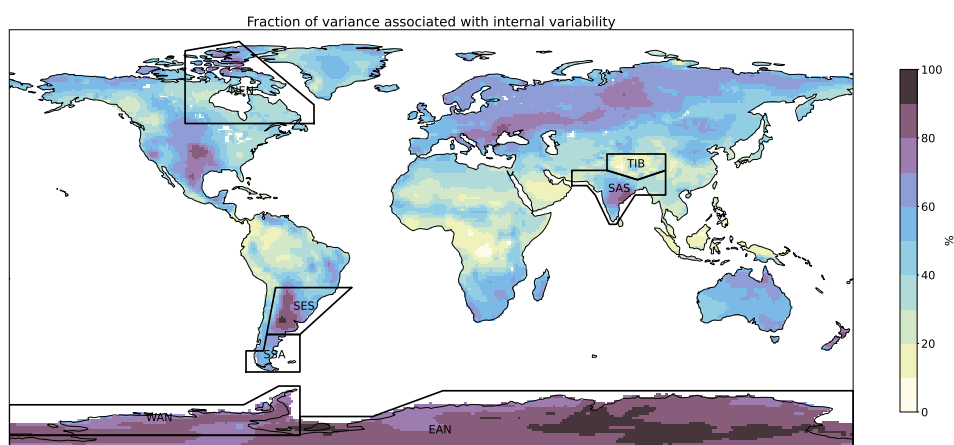 Fraction of variance associated with internal variability
NEN
TIB
SAS
SES
SSA
WAN
EAN
100
80
60
40
20
0
%